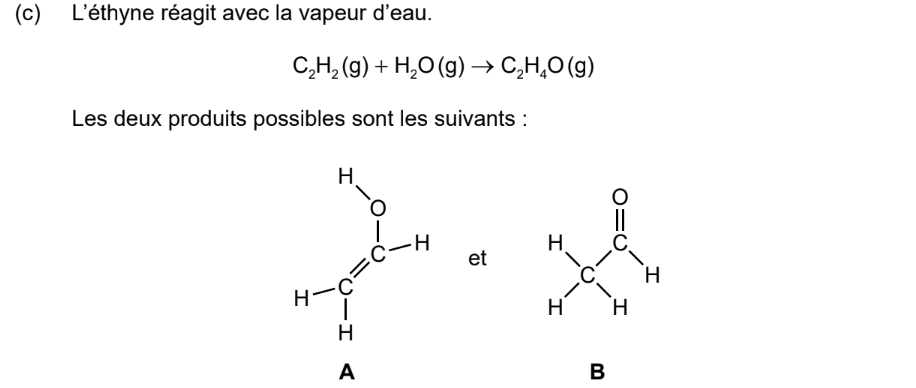 (c) L'éthyne réagit avec la vapeur d'eau.
C₂H₂(g) + H₂O(g) → C₂H₄O(g)
Les deux produits possibles sont les suivants :
H
O
C H
H C
H
A
et
O
H C
C H
H H
B